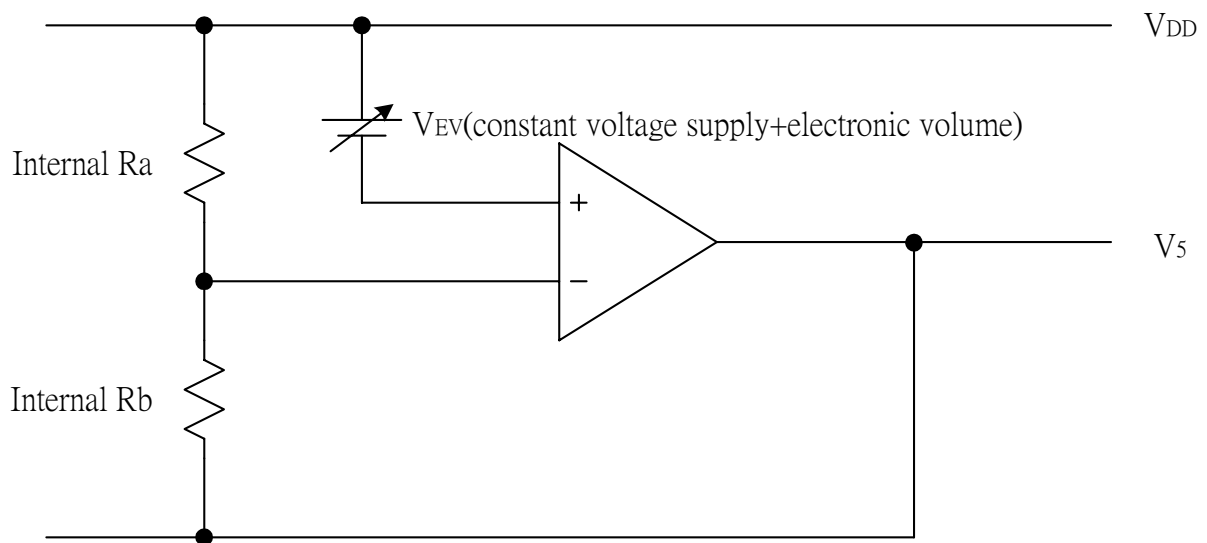 VDD
VEV(constant voltage supply+electronic volume)
Internal Ra
+
V5
−
Internal Rb